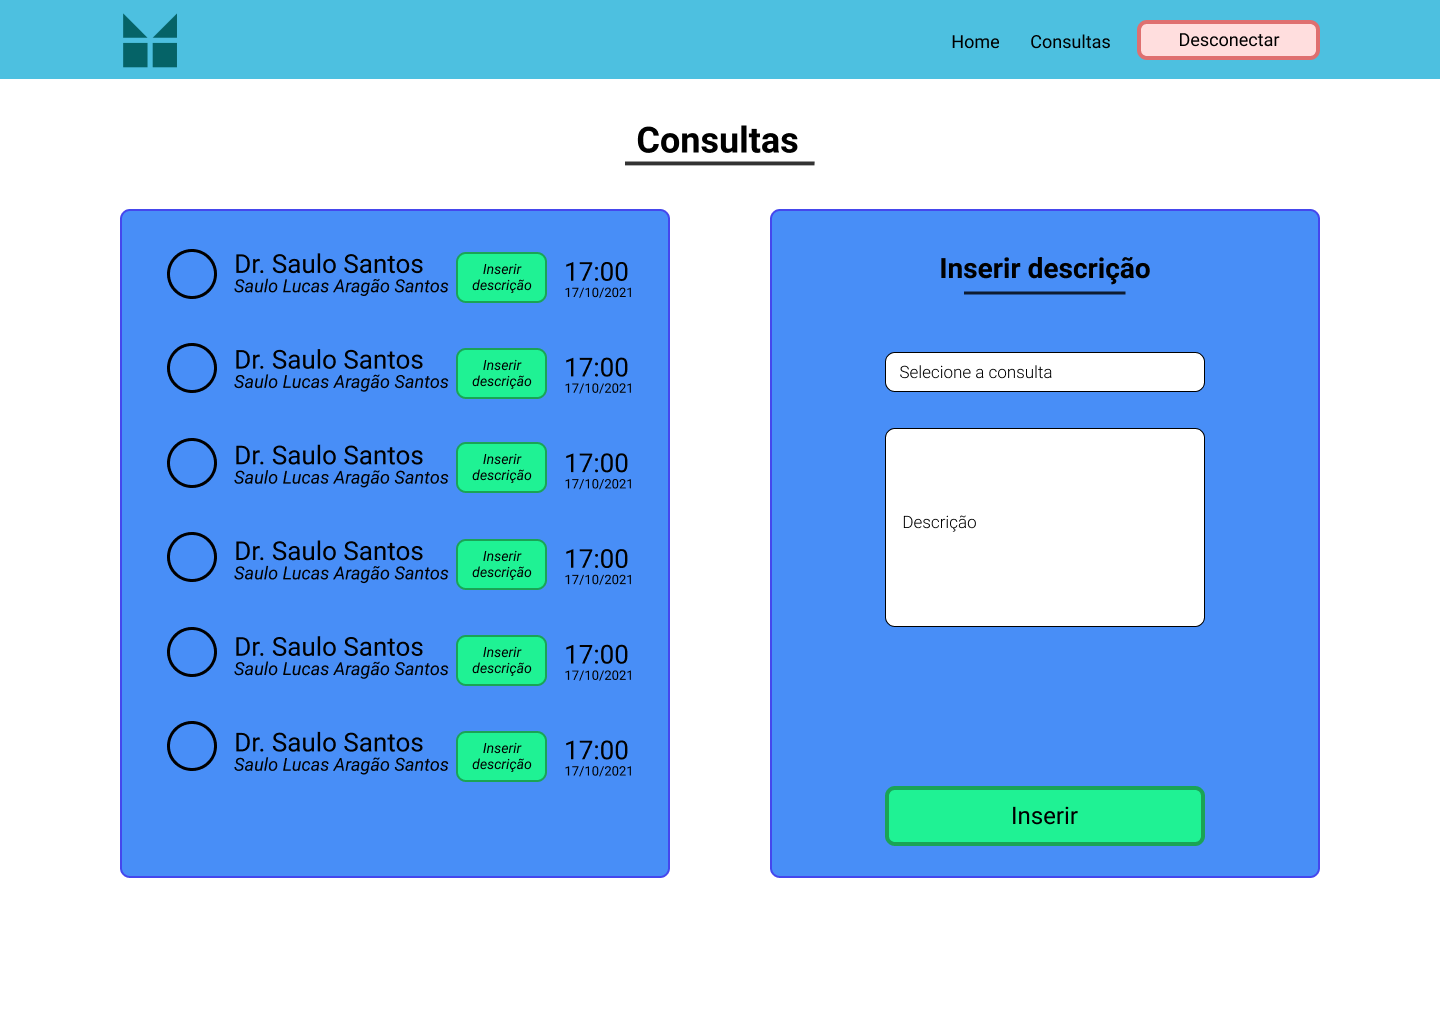 Home
Consultas
Desconectar
Consultas
Dr. Saulo Santos
Saulo Lucas Aragão Santos
Inserir
descrição
17:00
17/10/2021
Dr. Saulo Santos
Saulo Lucas Aragão Santos
Inserir
descrição
17:00
17/10/2021
Dr. Saulo Santos
Saulo Lucas Aragão Santos
Inserir
descrição
17:00
17/10/2021
Dr. Saulo Santos
Saulo Lucas Aragão Santos
Inserir
descrição
17:00
17/10/2021
Dr. Saulo Santos
Saulo Lucas Aragão Santos
Inserir
descrição
17:00
17/10/2021
Dr. Saulo Santos
Saulo Lucas Aragão Santos
Inserir
descrição
17:00
17/10/2021
Inserir descrição
Selecione a consulta
Descrição
Inserir